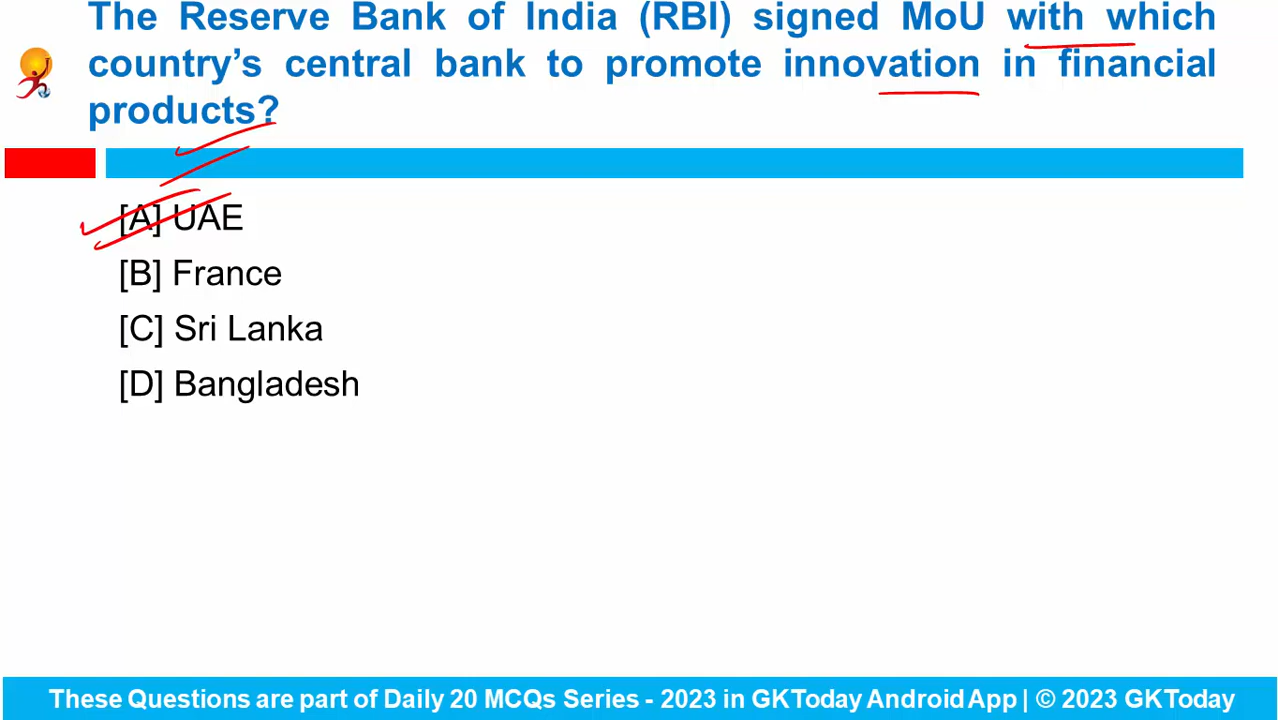 The Reserve Bank of India (RBI) signed MoU with which
country’s central bank to promote innovation in financial
products?
[A] UAE
[B] France
[C] Sri Lanka
[D] Bangladesh
These Questions are part of Daily 20 MCQs Series - 2023 in GKToday Android App | © 2023 GKToday